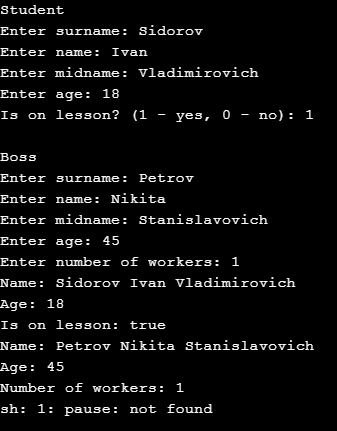 Student
Enter surname: Sidorov
Enter name: Ivan
Enter midname: Vladimirovich
Enter age: 18
Is on lesson? (1 - yes, 0 - no): 1
Boss
Enter surname: Petrov
Enter name: Nikita
Enter midname: Stanislavovich
Enter age: 45
Enter number of workers: 1
Name: Sidorov Ivan Vladimirovich
Age: 18
Is on lesson: true
Name: Petrov Nikita Stanislavovich
Age: 45
Number of workers: 1
sh: 1: pause: not found